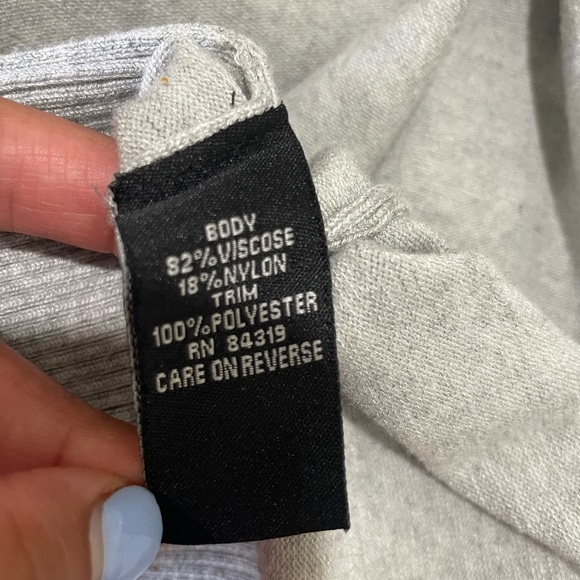 BODY
82%VISCOSE
18%NYLON
TRIM
100%POLYESTER
RN 84319
CARE ON REVERSE